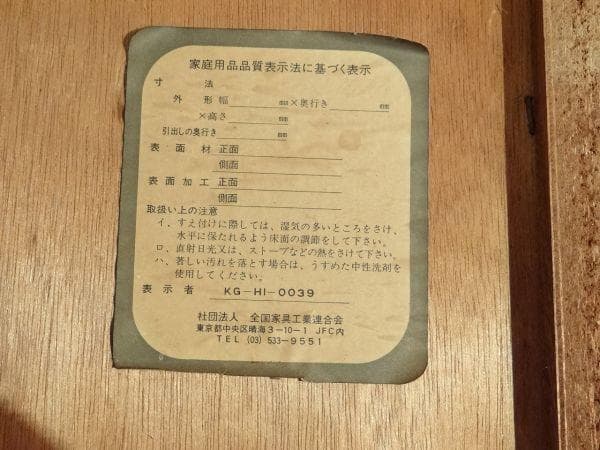 家庭用品品質表示法に基づく表示
寸法
外形幅 mm×奥行き mm
×高さ mm
引出しの奥行き mm
表面材 正面
側面
表面加工 正面
側面
取扱い上の注意
イ、すえ付けに際しては、湿気の多いところをさけ、
水平に保たれるよう床面の調節をして下さい。
ロ、直射日光又は、ストーブなどの熱をさけて下さい。
ハ、著しい汚れを落とす場合は、うすめた中性洗剤を
使用してください。
表示者 KG-HI-0039
社団法人 全国家具工業連合会
東京都中央区晴海3-10-1 JFC内
TEL (03) 533-9551